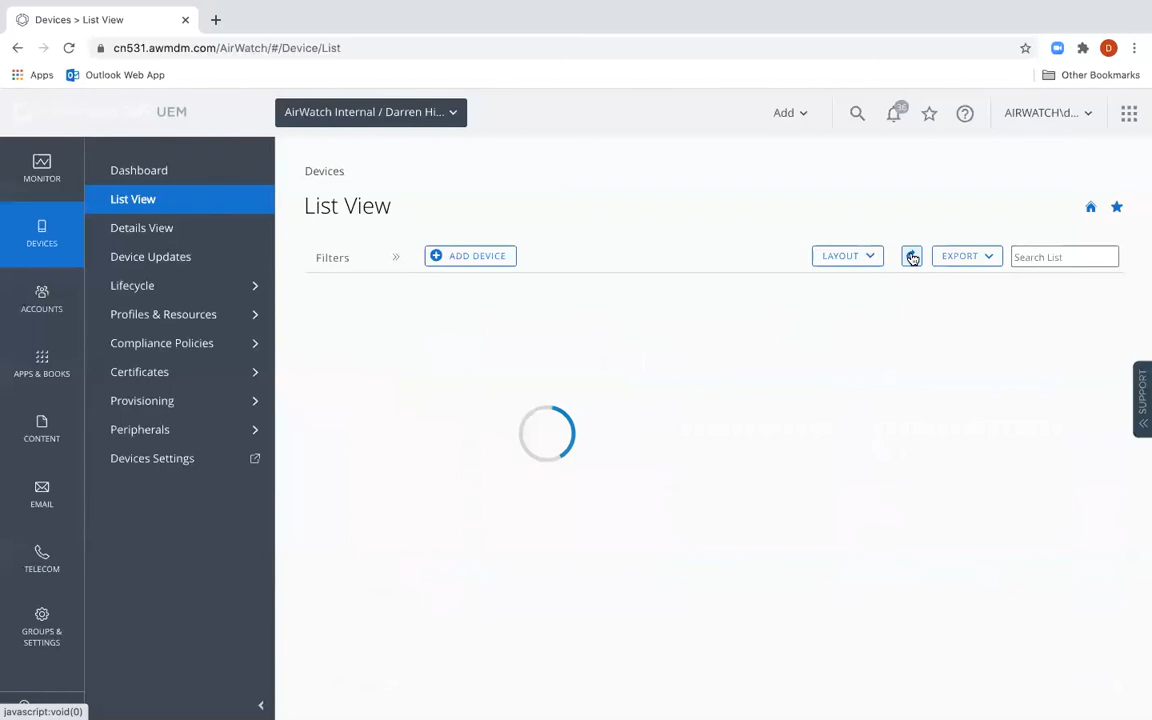 Devices > List View
cn531.awmdm.com/AirWatch/#/Device/List
D
Apps
Outlook Web App
Other Bookmarks
UEM
AirWatch Internal / Darren Hi...
Add
36
AIRWATCH\d...
MONITOR
DEVICES
ACCOUNTS
APPS & BOOKS
CONTENT
EMAIL
TELECOM
GROUPS & SETTINGS
Dashboard
List View
Details View
Device Updates
Lifecycle
Profiles & Resources
Compliance Policies
Certificates
Provisioning
Peripherals
Devices Settings
Devices
List View
Filters
ADD DEVICE
LAYOUT
EXPORT
Search List
SUPPORT
javascript:void(0)